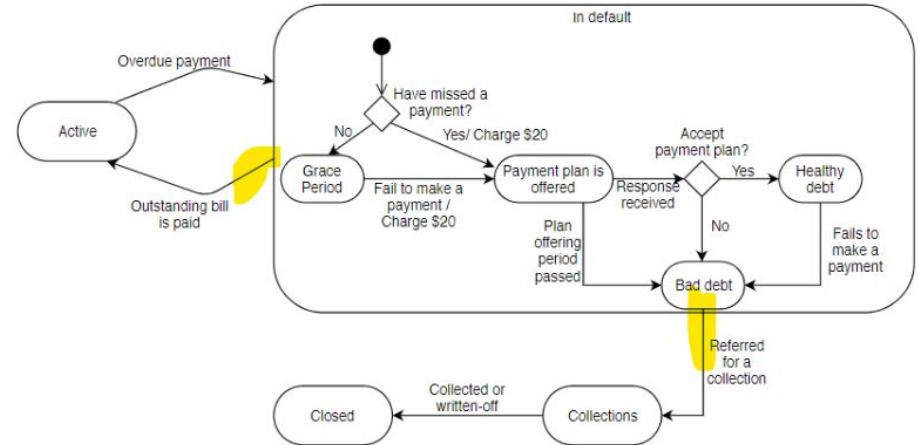 In default
Overdue payment
Have missed a
payment?
Active
No
Yes/ Charge $20
Accept
payment plan?
Grace
Period
Payment plan is
offered
Response
received
Yes
Healthy
debt
Fail to make a
payment /
Charge $20
Outstanding bill
is paid
Plan
offering
period
passed
No
Fails to
make a
payment
Bad debt
Referred
for a
collection
Collected or
written-off
Closed
Collections